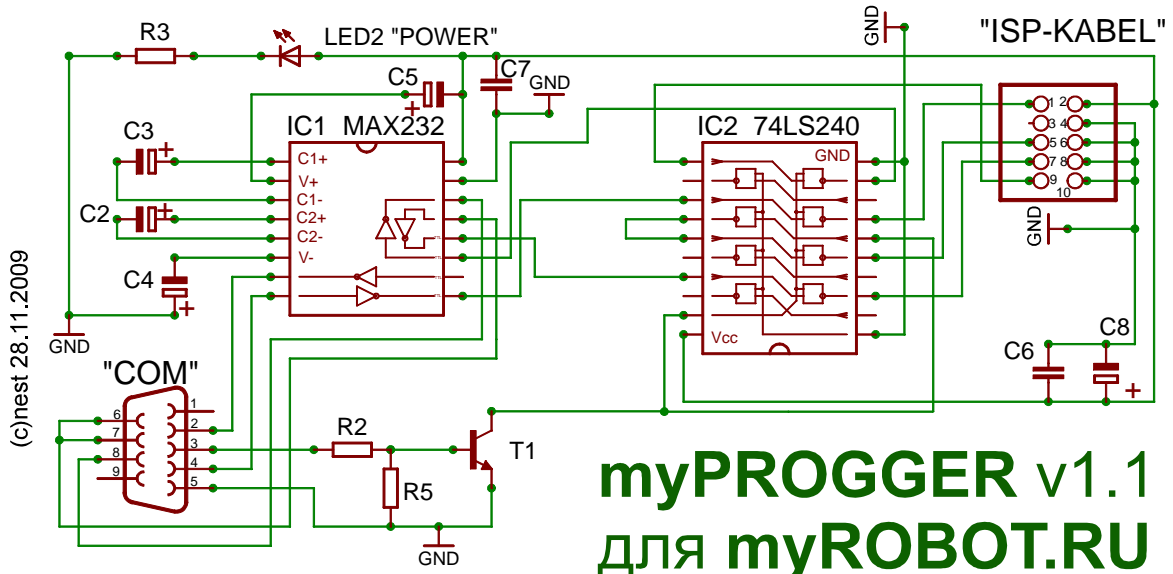 R3
LED2 "POWER"
C5
C7
GND
GND
"ISP-KABEL"
C3
IC1 MAX232
IC2 74LS240
1 2
3 4
5 6
7 8
9
10
C1+
V+
C1-
C2+
C2-
V-
GND
Vcc
C2
C4
GND
GND
C6
C8
(c)nest 28.11.2009
"COM"
6
7
8
9
1
2
3
4
5
R2
R5
T1
GND
myPROGGER v1.1
для myROBOT.RU